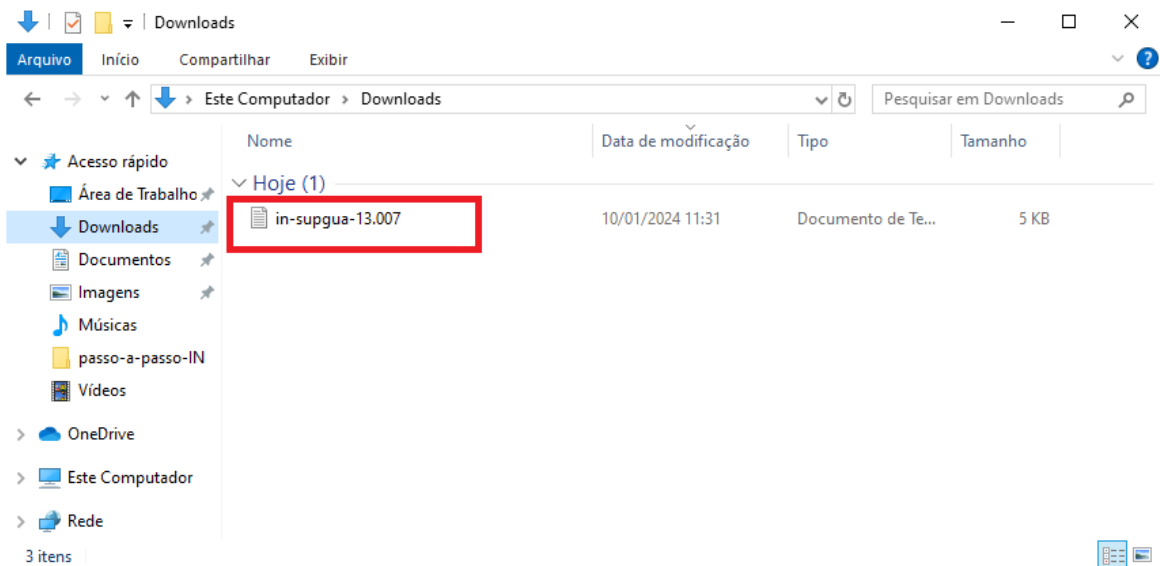 Downloads
Arquivo Início Compartilhar Exibir
Este Computador Downloads Pesquisar em Downloads
Nome Data de modificação Tipo Tamanho
Acesso rápido
Hoje (1)
Área de Trabalho
in-supgua-13.007 10/01/2024 11:31 Documento de Te... 5 KB
Downloads
Documentos
Imagens
Músicas
passo-a-passo-IN
Vídeos
OneDrive
Este Computador
Rede
3 itens